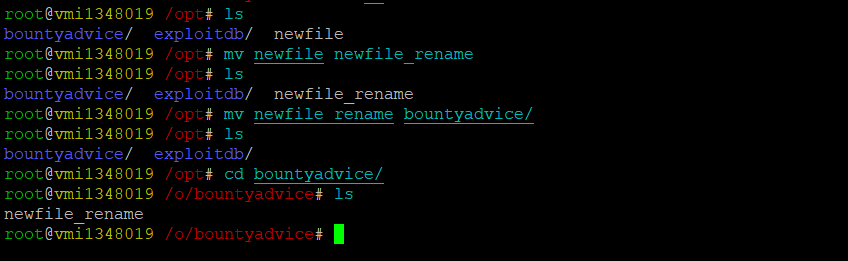 root@vmi1348019 /opt# ls
bountyadvice/  exploitdb/  newfile
root@vmi1348019 /opt# mv newfile newfile_rename
root@vmi1348019 /opt# ls
bountyadvice/  exploitdb/  newfile_rename
root@vmi1348019 /opt# mv newfile_rename bountyadvice/
root@vmi1348019 /opt# ls
bountyadvice/  exploitdb/
root@vmi1348019 /opt# cd bountyadvice/
root@vmi1348019 /o/bountyadvice# ls
newfile_rename
root@vmi1348019 /o/bountyadvice#